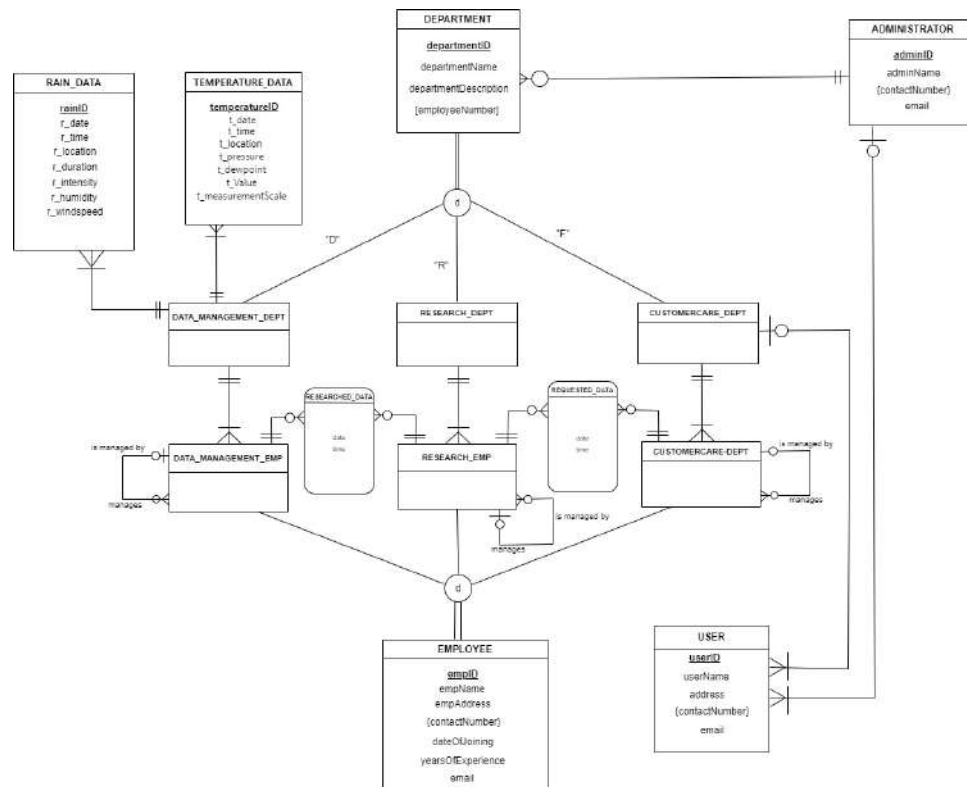 DEPARTMENT
departmentID
departmentName
departmentDescription
[employeeNumber]
ADMINISTRATOR
adminID
adminName
{contactNumber}
email
RAIN_DATA
rainID
r_date
r_time
r_location
r_duration
r_intensity
r_humidity
r_windspeed
TEMPERATURE_DATA
temperatureID
t_date
t_time
t_location
t_pressure
t_dewpoint
t_Value
t_measurementScale
d
"D"
"R"
"F"
DATA_MANAGEMENT_DEPT
RESEARCH_DEPT
CUSTOMERCARE_DEPT
RESEARCHED_DATA
date
time
REQUESTED_DATA
date
time
is managed by
manages
DATA_MANAGEMENT_EMP
RESEARCH_EMP
is managed by
manages
CUSTOMERCARE-DEPT
is managed by
manages
d
EMPLOYEE
empID
empName
empAddress
{contactNumber}
dateOfJoining
yearsOfExperience
email
USER
userID
userName
address
{contactNumber}
email